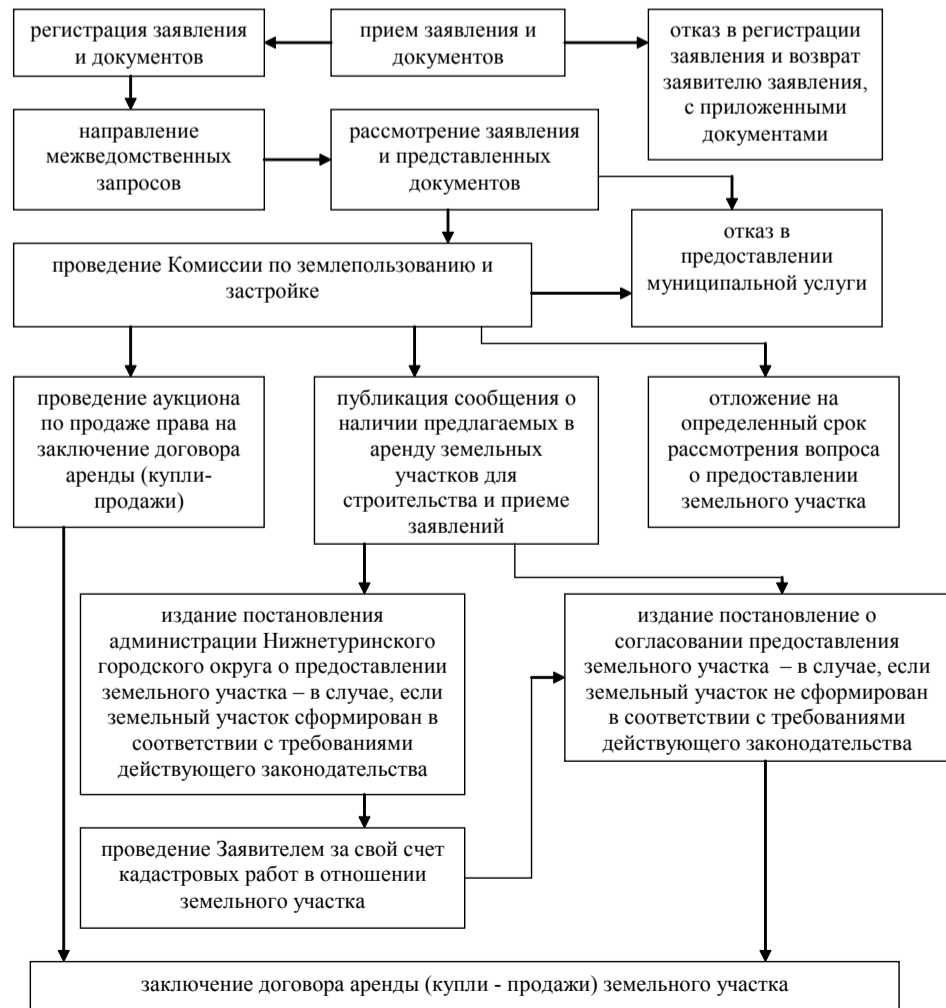 регистрация заявления
и документов
прием заявления и
документов
отказ в регистрации
заявления и возврат
заявителю заявления,
с приложенными
документами
направление
межведомственных
запросов
рассмотрение заявления
и представленных
документов
отказ в
предоставлении
муниципальной услуги
проведение Комиссии по землепользованию и
застройке
проведение аукциона
по продаже права на
заключение договора
аренды (купли-
продажи)
публикация сообщения о
наличии предлагаемых в
аренду земельных
участков для
строительства и приеме
заявлений
отложение на
определенный срок
рассмотрения вопроса
о предоставлении
земельного участка
издание постановления
администрации Нижнетуринского
городского округа о предоставлении
земельного участка – в случае, если
земельный участок сформирован в
соответствии с требованиями
действующего законодательства
издание постановление о
согласовании предоставления
земельного участка – в случае, если
земельный участок не сформирован
в соответствии с требованиями
действующего законодательства
проведение Заявителем за свой счет
кадастровых работ в отношении
земельного участка
заключение договора аренды (купли - продажи) земельного участка